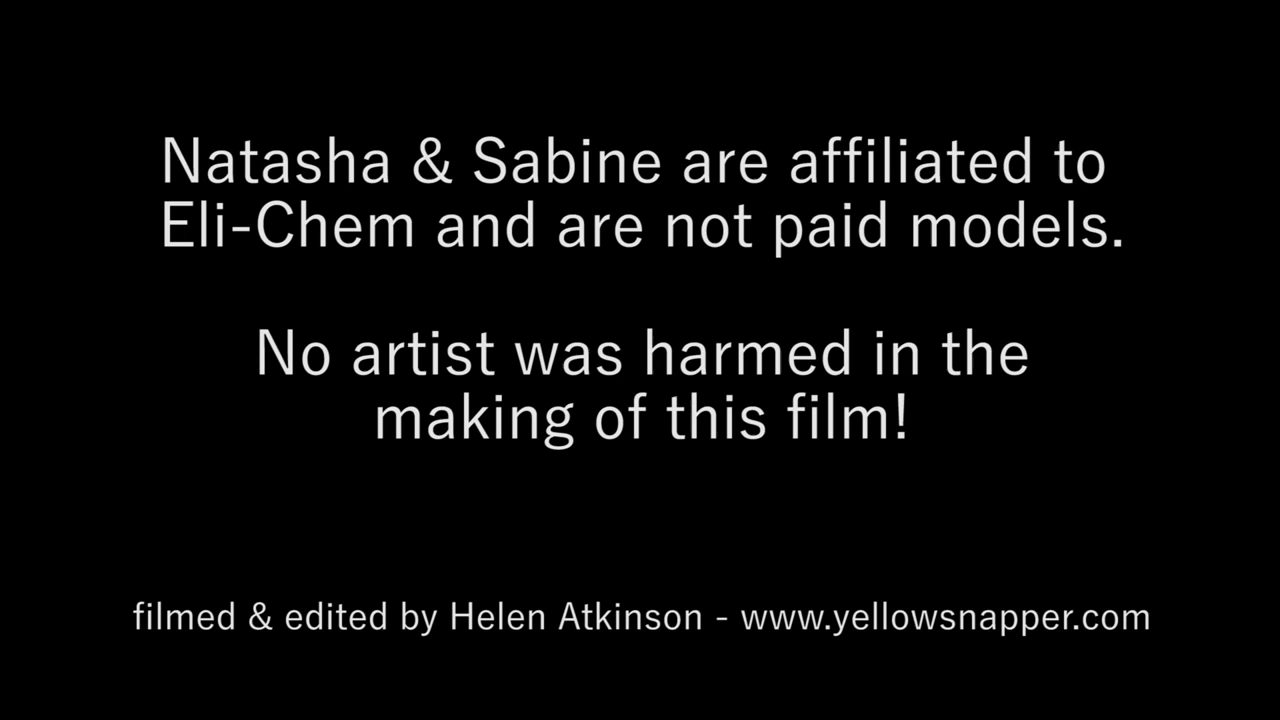 Natasha & Sabine are affiliated to
Eli-Chem and are not paid models.
No artist was harmed in the
making of this film!
filmed & edited by Helen Atkinson - www.yellowsnapper.com